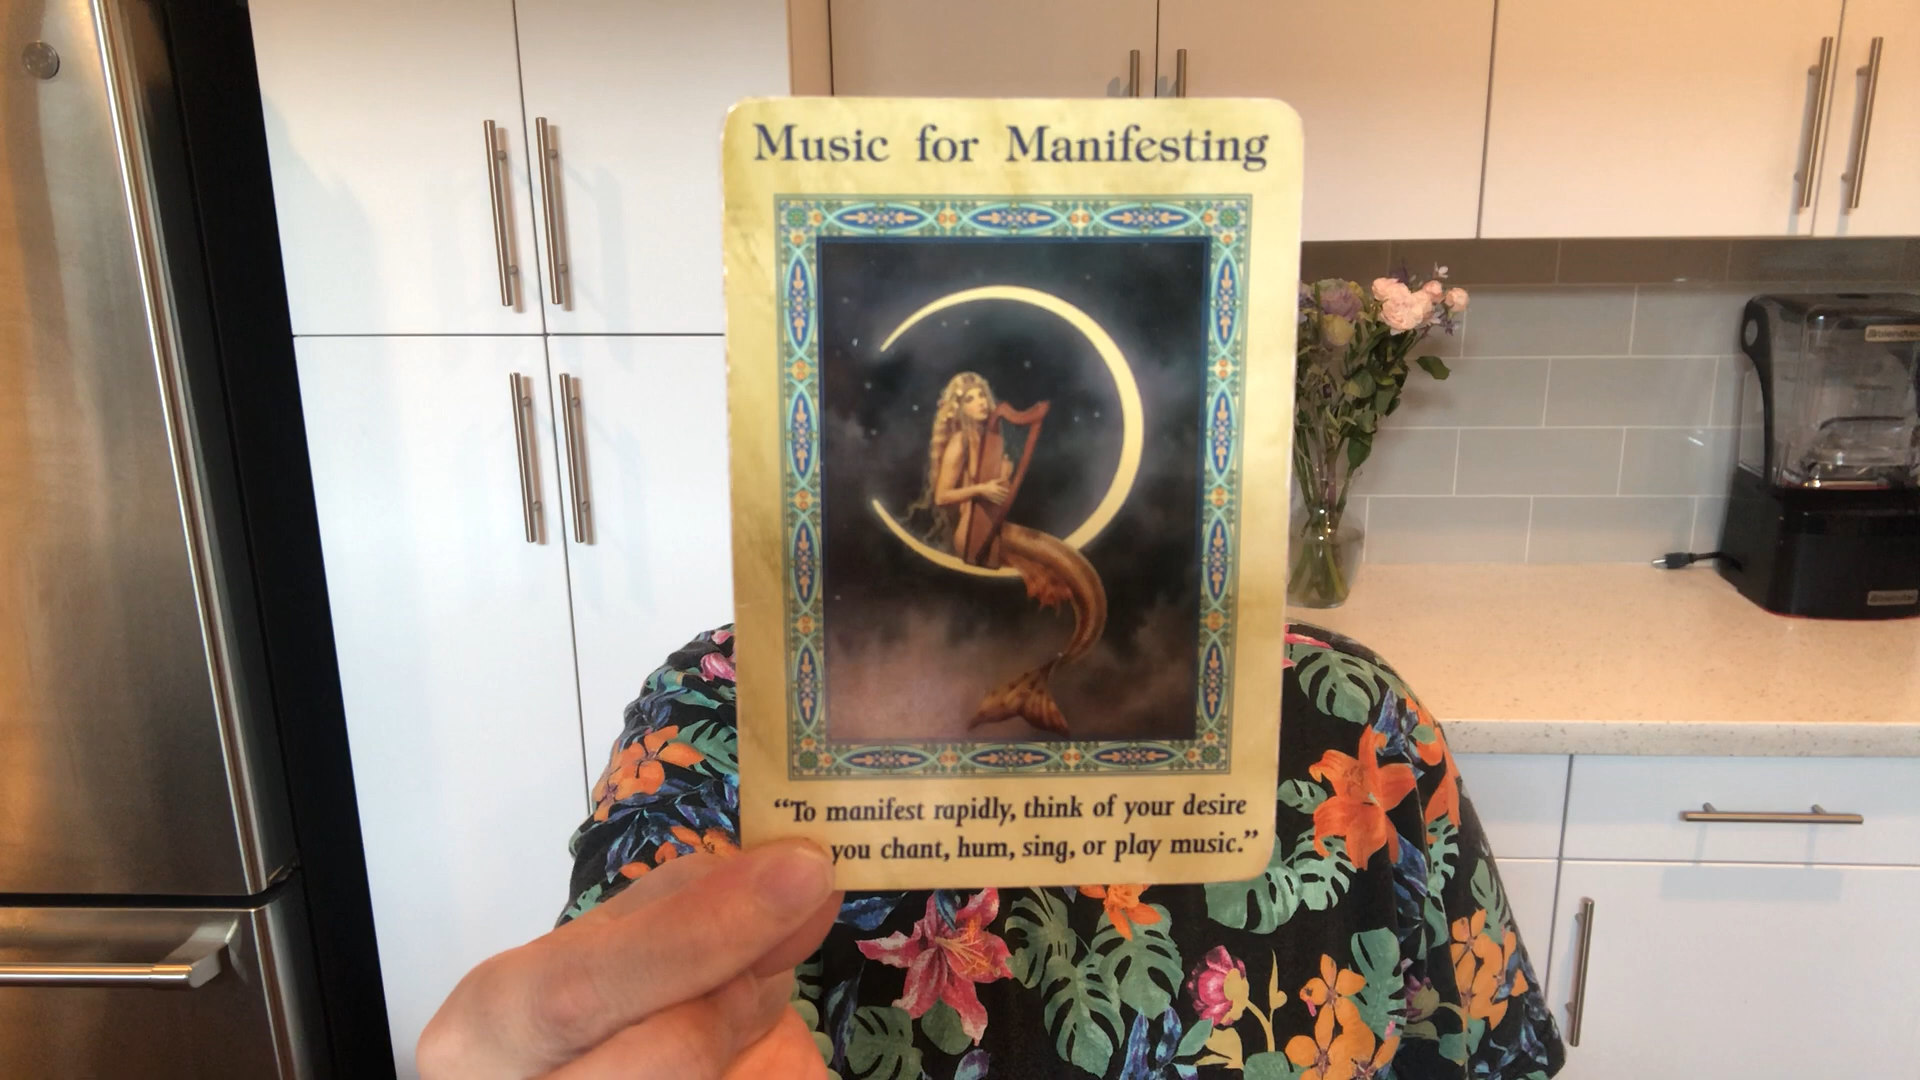 Music for Manifesting
“To manifest rapidly, think of your desire
you chant, hum, sing, or play music.”